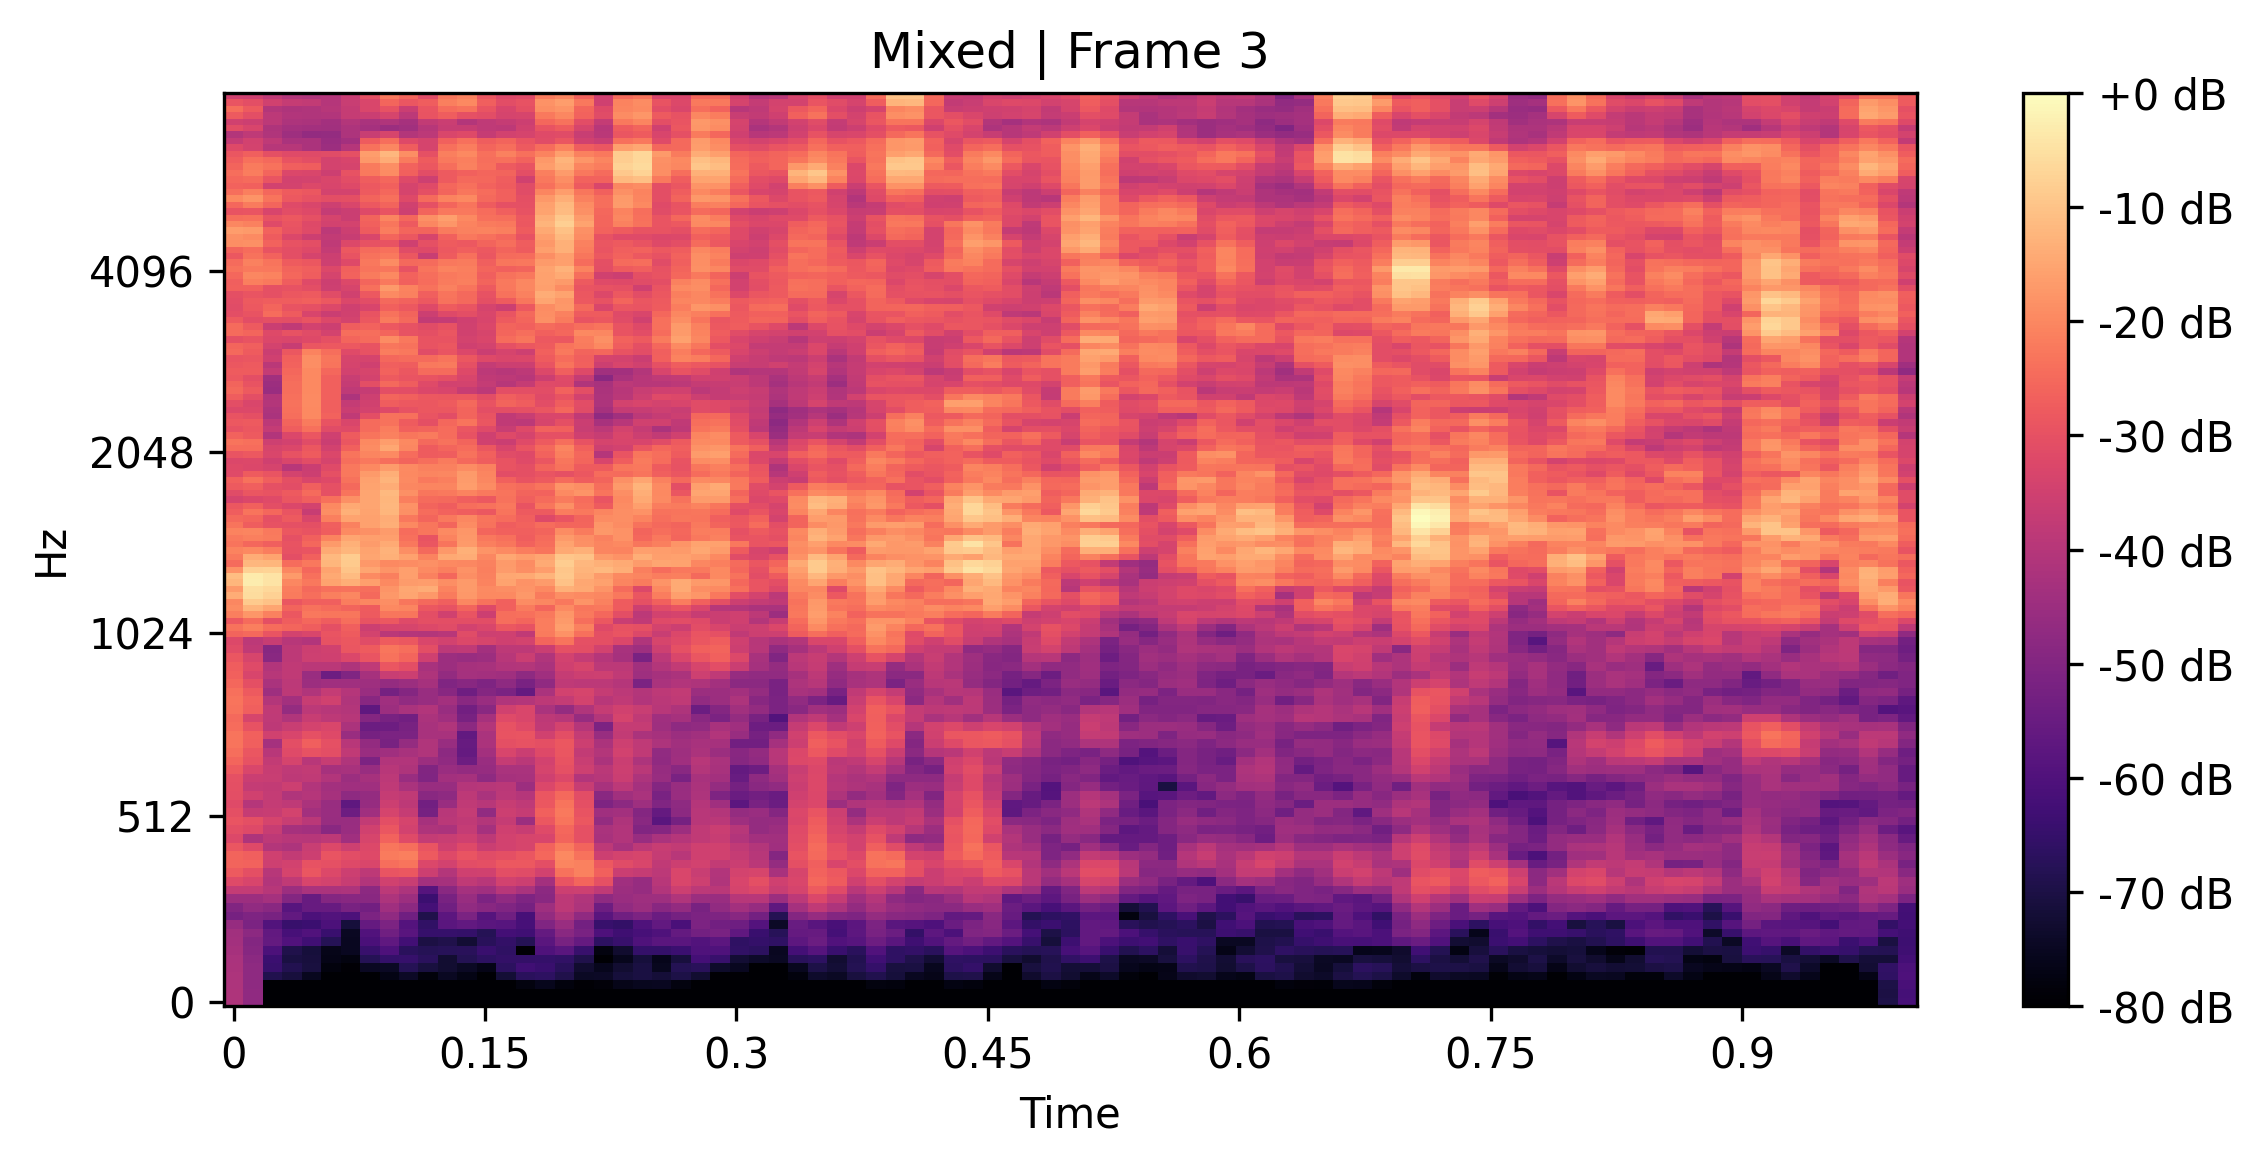 Mixed | Frame 3
+0 dB
-10 dB
4096
-20 dB
-30 dB
2048
-40 dB
Hz
1024
-50 dB
512
-60 dB
-70 dB
0
-80 dB
0 0.15 0.3 0.45 0.6 0.75 0.9
Time